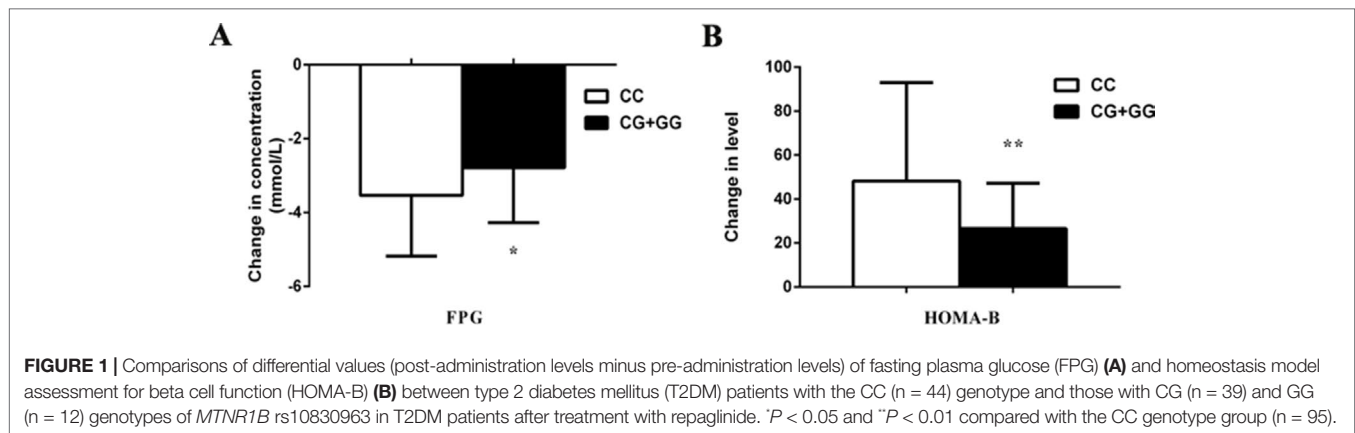 A
Change in concentration
(mmol/L)
0
-2
-4
-6
CC
CG+GG
*
FPG
B
Change in level
100
80
60
40
20
0
CC
CG+GG
**
HOMA-B
FIGURE 1 | Comparisons of differential values (post-administration levels minus pre-administration levels) of fasting plasma glucose (FPG) (A) and homeostasis model
assessment for beta cell function (HOMA-B) (B) between type 2 diabetes mellitus (T2DM) patients with the CC (n = 44) genotype and those with CG (n = 39) and GG
(n = 12) genotypes of MTNR1B rs10830963 in T2DM patients after treatment with repaglinide. *P < 0.05 and **P < 0.01 compared with the CC genotype group (n = 95).